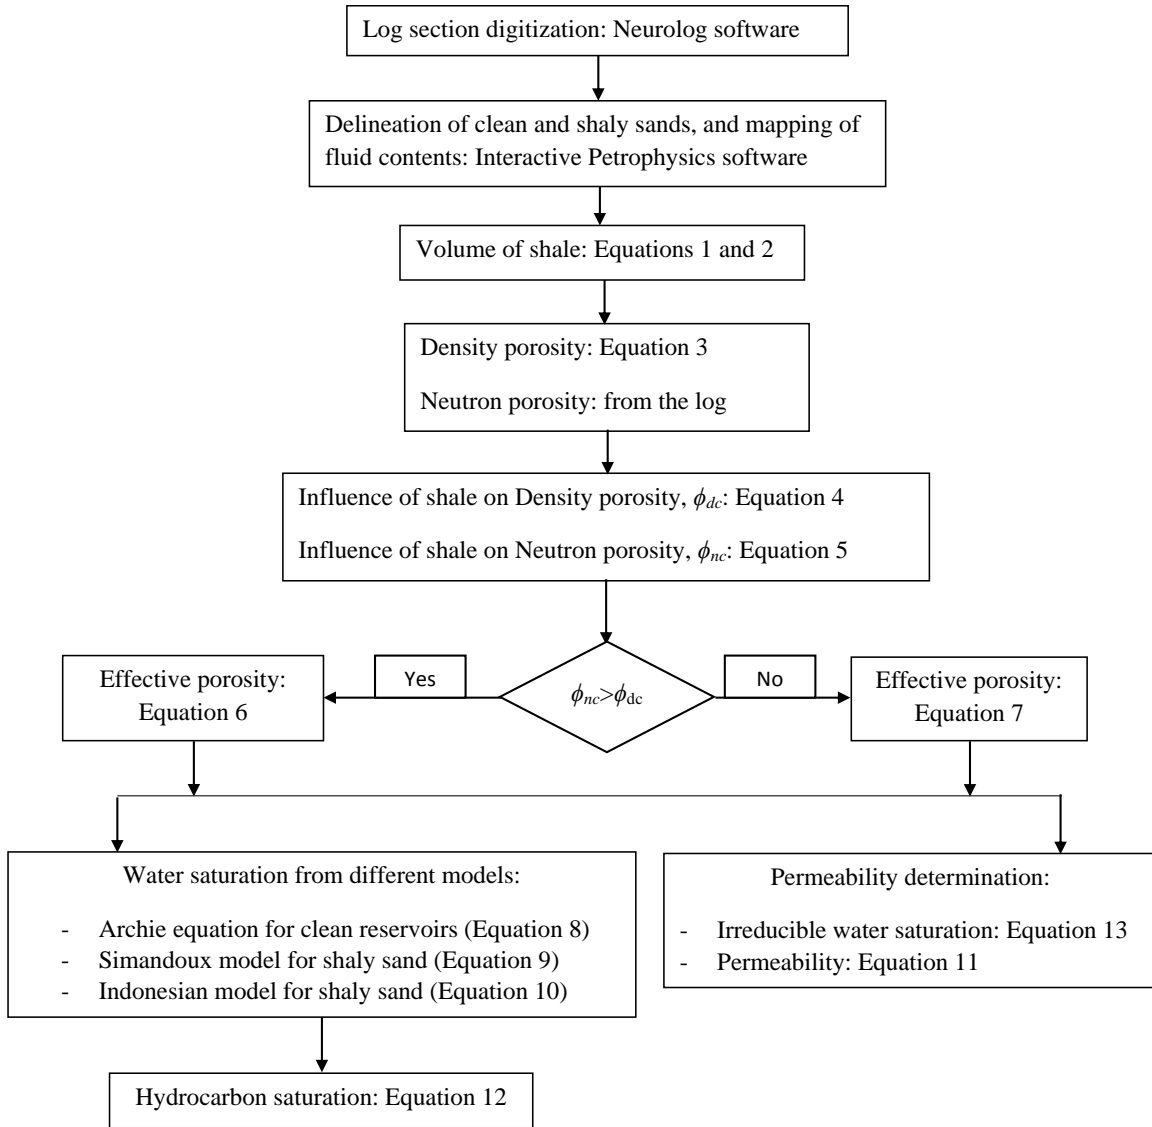 Log section digitization: Neurolog software
Delineation of clean and shaly sands, and mapping of
fluid contents: Interactive Petrophysics software
Volume of shale: Equations 1 and 2
Density porosity: Equation 3
Neutron porosity: from the log
Influence of shale on Density porosity, ϕdc: Equation 4
Influence of shale on Neutron porosity, ϕnc: Equation 5
Effective porosity:
Equation 6
Yes
ϕnc>ϕdc
No
Effective porosity:
Equation 7
Water saturation from different models:
- Archie equation for clean reservoirs (Equation 8)
- Simandoux model for shaly sand (Equation 9)
- Indonesian model for shaly sand (Equation 10)
Permeability determination:
- Irreducible water saturation: Equation 13
- Permeability: Equation 11
Hydrocarbon saturation: Equation 12